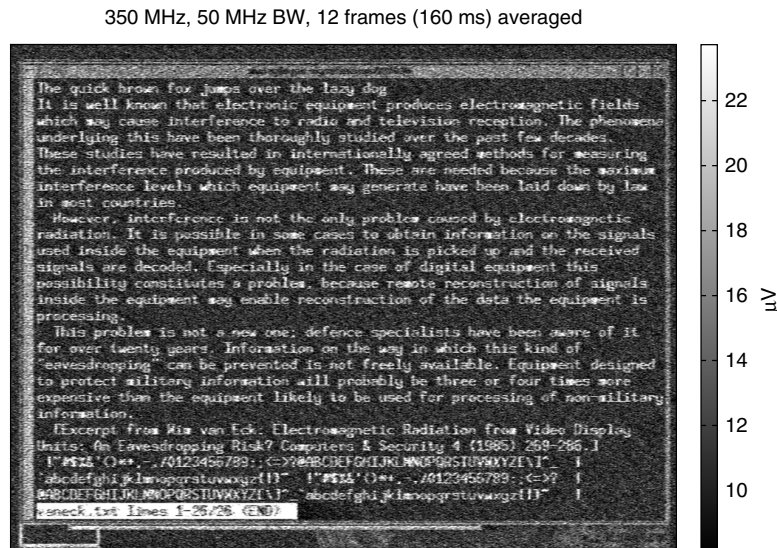 350 MHz, 50 MHz BW, 12 frames (160 ms) averaged
The quick brown fox jumps over the lazy dog
It is well known that electronic equipment produces electromagnetic fields
which may cause interference to radio and television reception. The phenomena
underlying this have been thoroughly studied over the past few decades.
These studies have resulted in internationally agreed methods for measuring
the interference produced by equipment. These are needed because the maximum
interference levels which equipment may generate have been laid down by law
in most countries.
However, interference is not the only problem caused by electromagnetic
radiation. It is possible in some cases to obtain information on the signals
used inside the equipment when the radiation is picked up and the received
signals are decoded. Especially in the case of digital equipment this
possibility constitutes a problem, because remote reconstruction of signals
inside the equipment may enable reconstruction of the data the equipment is
processing.
This problem is not a new one; defence specialists have been aware of it
for over twenty years. Information on the way in which this kind of
"eavesdropping" can be prevented is not freely available. Equipment designed
to protect military information will probably be three or four times more
expensive than the equipment likely to be used for processing of non-military
information.
[Excerpt from Wim van Eck: Electromagnetic Radiation from Video Display
Units: An Eavesdropping Risk? Computers & Security 4 (1985) 269-286.]
!"#$%&'()*+,-./0123456789:;<=>?@ABCDEFGHIJKLMNOPQRSTUVWXYZ[\]^_
`abcdefghijklmnopqrstuvwxyz{|}~ !"#$%&'()*+,-./0123456789:;<=>?
@ABCDEFGHIJKLMNOPQRSTUVWXYZ[\]^_`abcdefghijklmnopqrstuvwxyz{|}~
vaneck.txt lines 1-26/26 (END)
22
20
18
16
14
12
10
µV